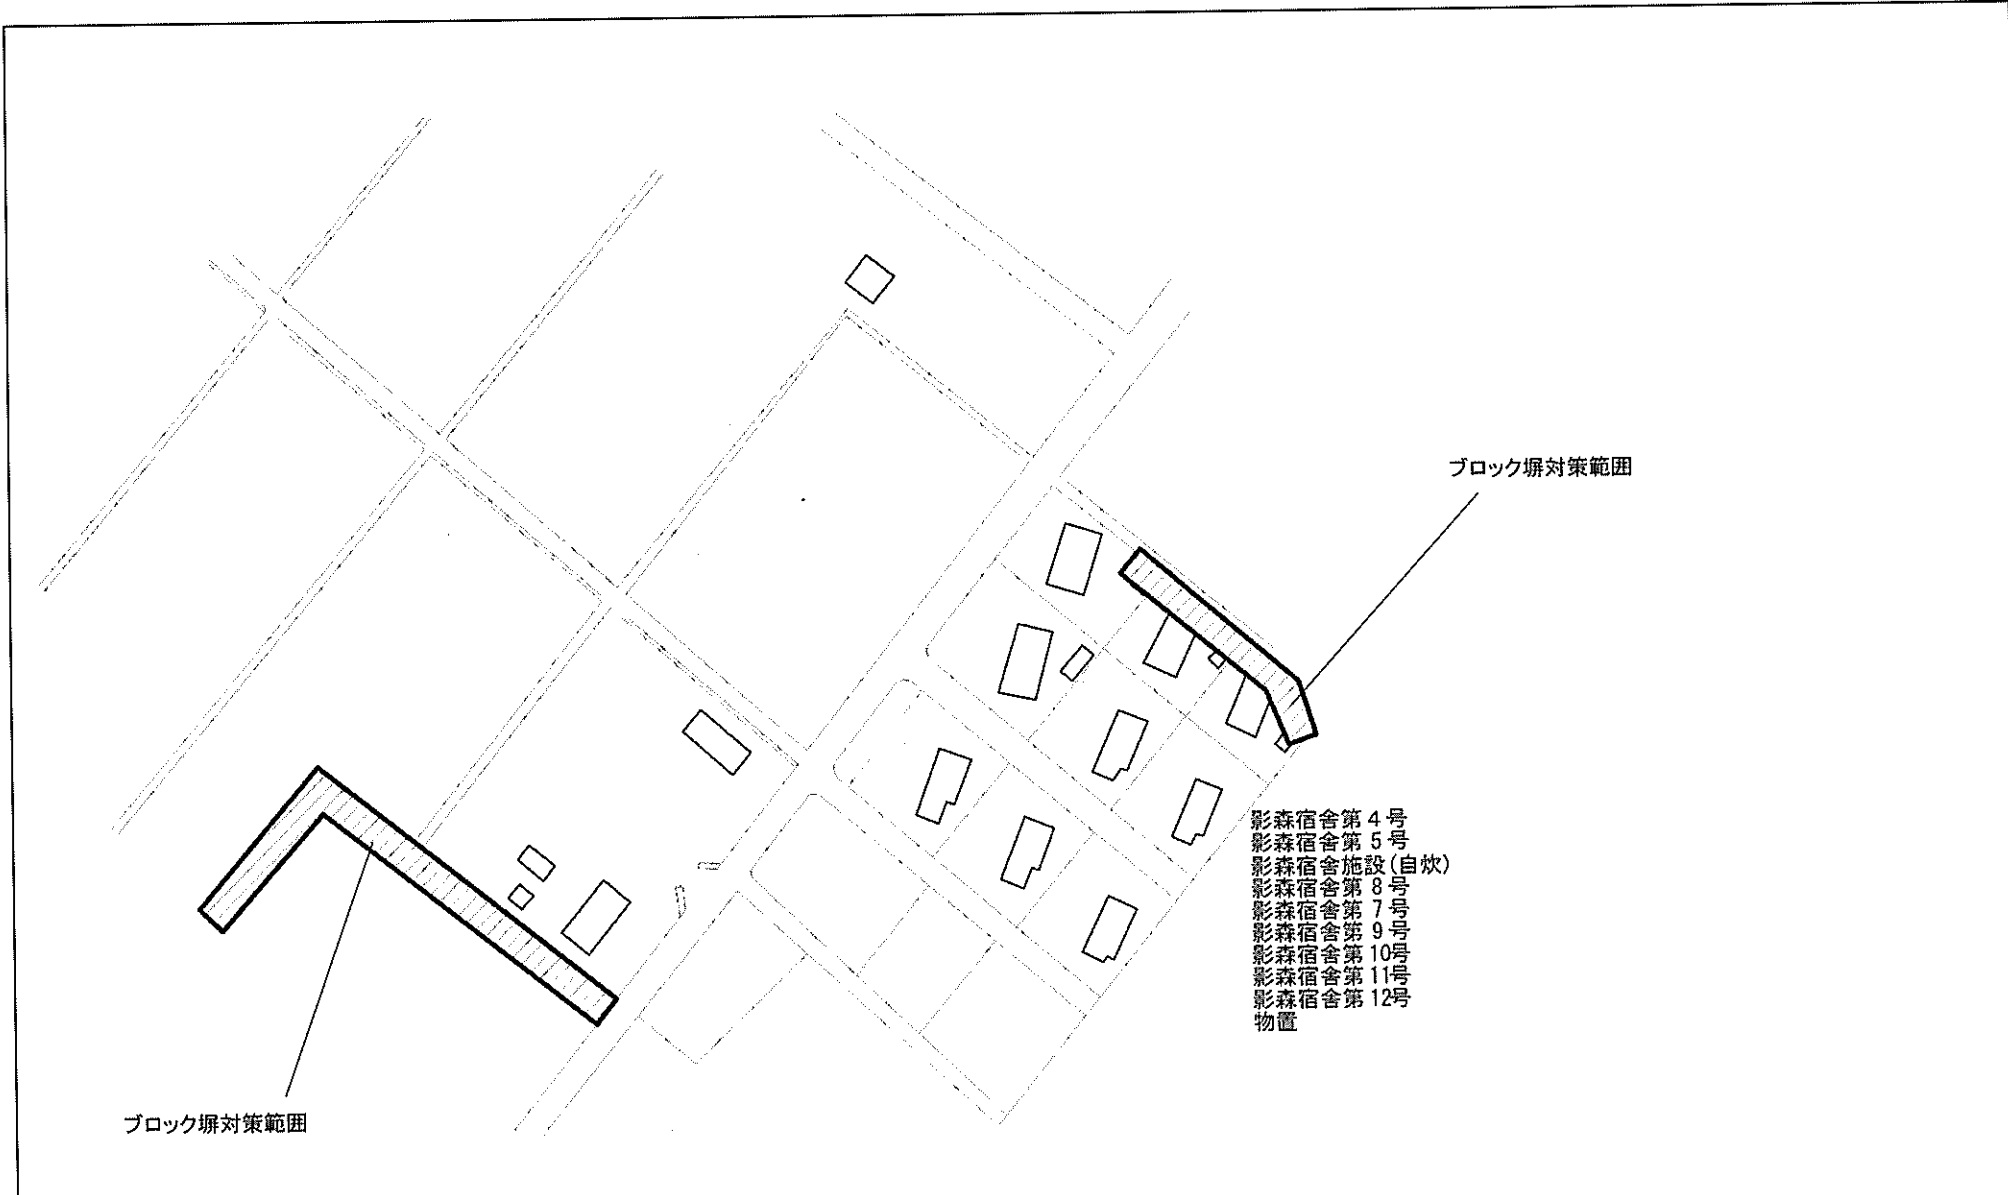 ブロック塀対策範囲
影森宿舎第4号
影森宿舎第5号
影森宿舎施設(自炊)
影森宿舎第8号
影森宿舎第7号
影森宿舎第9号
影森宿舎第10号
影森宿舎第11号
影森宿舎第12号
物置
ブロック塀対策範囲